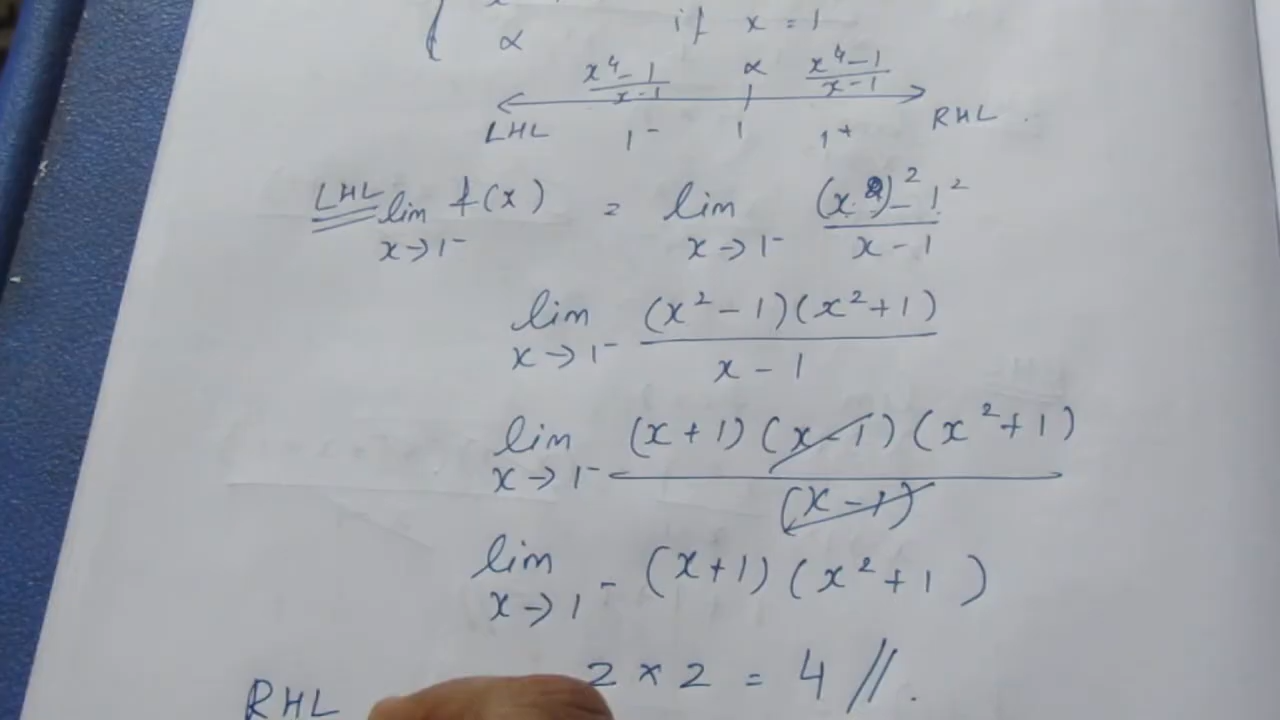 α if x = 1
x⁴-1/x-1 α x⁴-1/x-1
LHL 1⁻ 1 1⁺ RHL .
LHL lim x→1⁻ f(x) = lim x→1⁻ (x²)²-1²/x-1
lim x→1⁻ (x²-1)(x²+1)/x-1
lim x→1⁻ (x+1)(x-1)(x²+1)/(x-1)
lim x→1⁻ (x+1)(x²+1)
2 × 2 = 4 //.
RHL